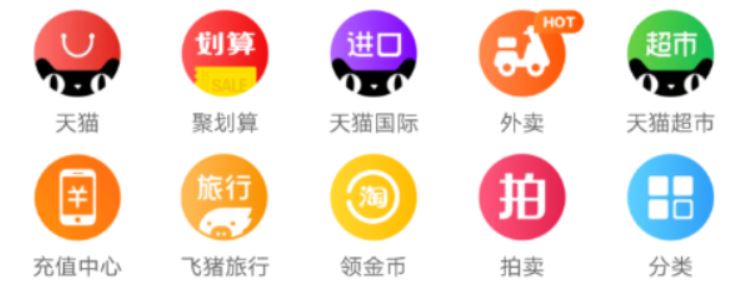 划算
SALE
进口
HOT
超市
天猫
聚划算
天猫国际
外卖
天猫超市
¥
旅行
淘
拍
充值中心
飞猪旅行
领金币
拍卖
分类